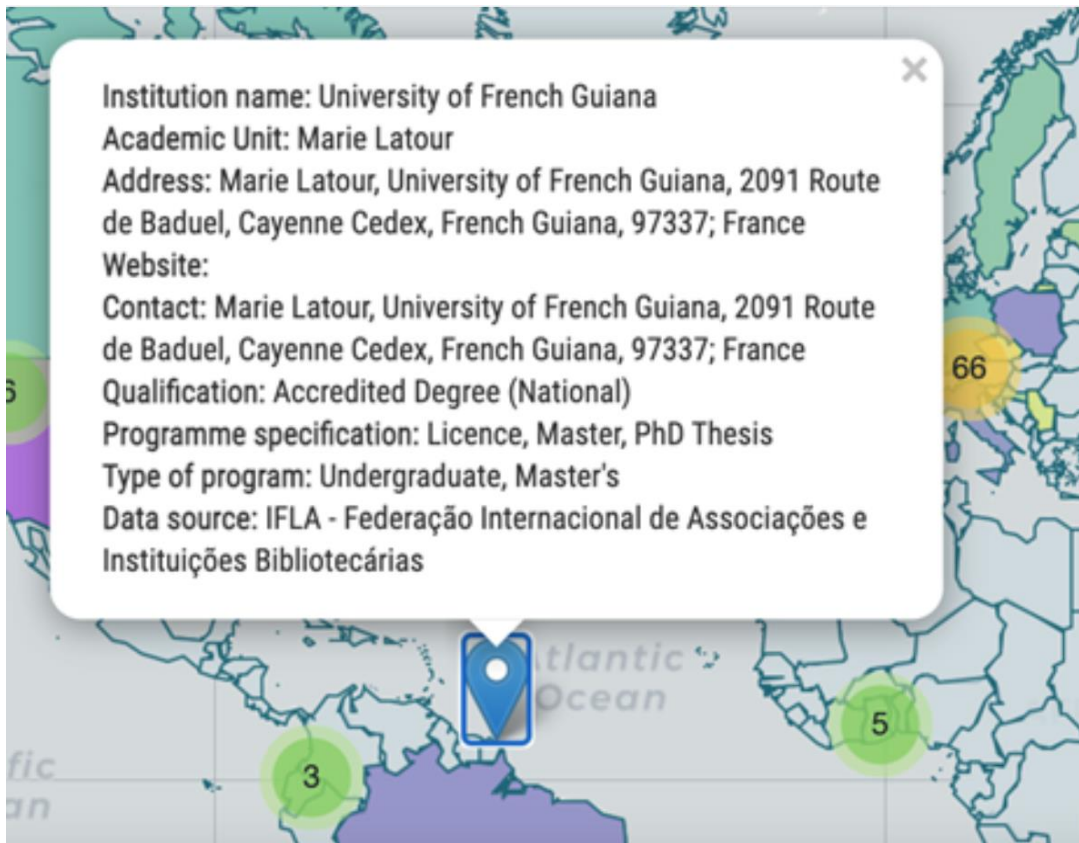 ×
Institution name: University of French Guiana
Academic Unit: Marie Latour
Address: Marie Latour, University of French Guiana, 2091 Route
de Baduel, Cayenne Cedex, French Guiana, 97337; France
Website:
Contact: Marie Latour, University of French Guiana, 2091 Route
de Baduel, Cayenne Cedex, French Guiana, 97337; France
Qualification: Accredited Degree (National)
Programme specification: Licence, Master, PhD Thesis
Type of program: Undergraduate, Master's
Data source: IFLA - Federação Internacional de Associações e
Instituições Bibliotecárias
66
tlantic
Ocean
5
3
fic
an